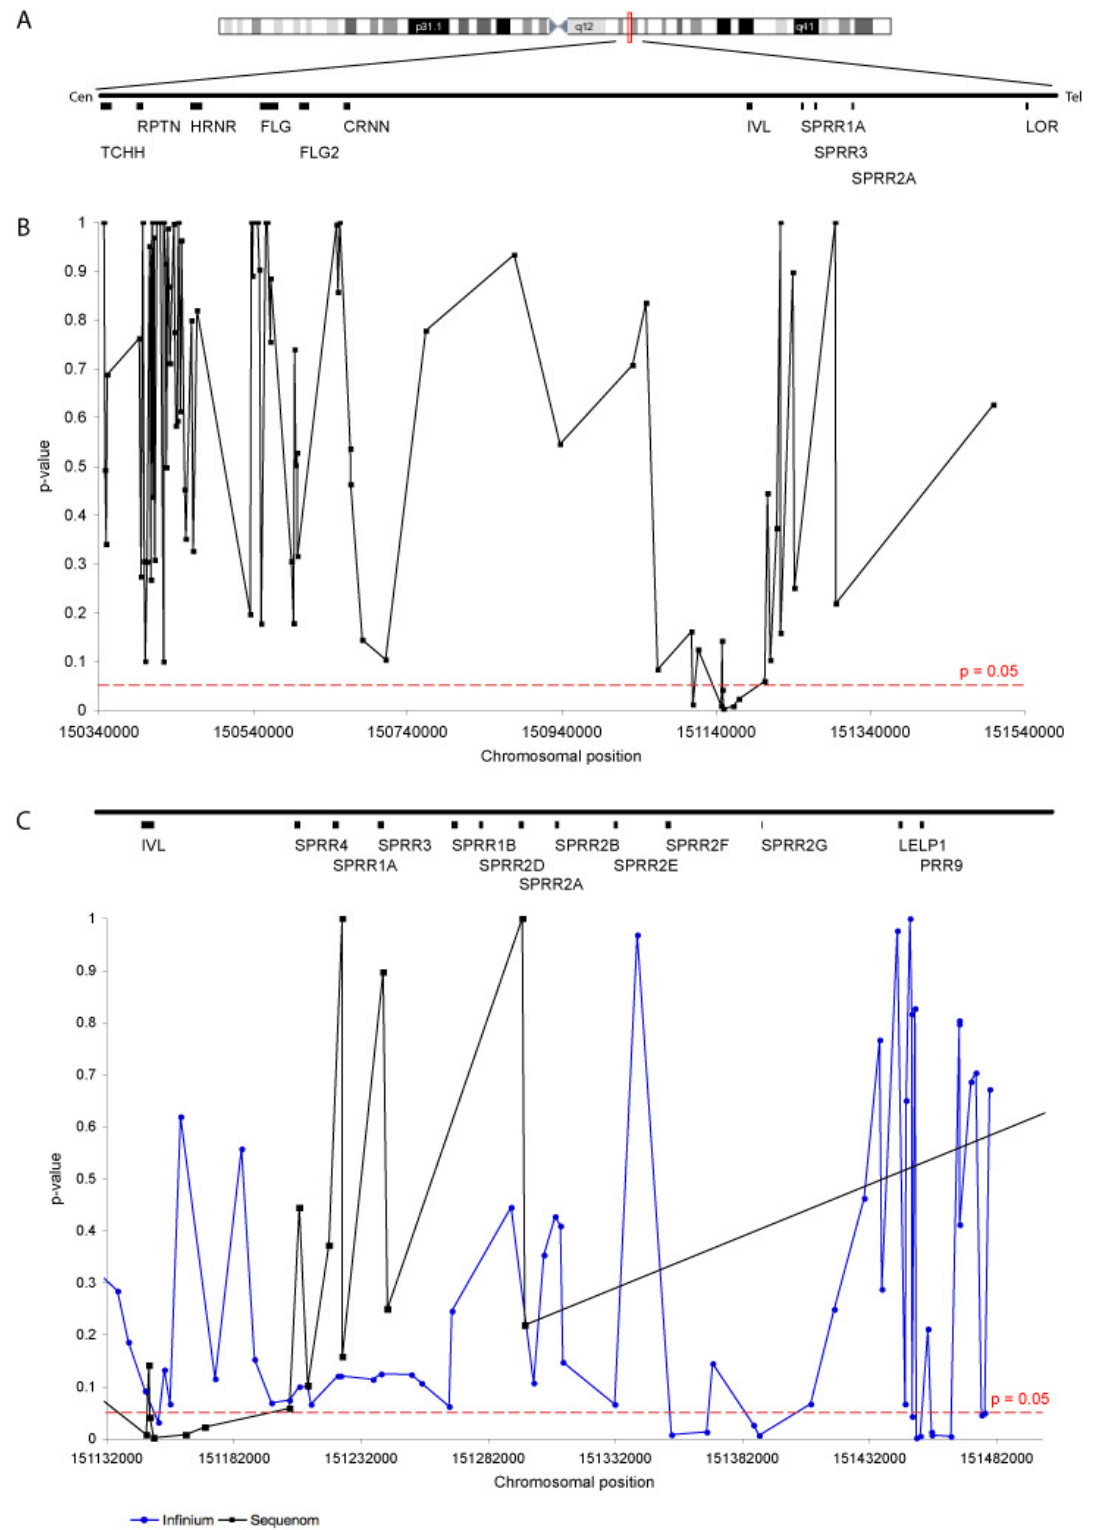 A
p31.1 q12 q41
Cen Tel
RPTN HRNR FLG CRNN IVL SPRR1A LOR
TCHH FLG2 SPRR3
SPRR2A
B
1
0.9
0.8
0.7
0.6
0.5
0.4
0.3
0.2
0.1
0
p-value
p = 0.05
150340000 150540000 150740000 150940000 151140000 151340000 151540000
Chromosomal position
C
IVL SPRR4 SPRR3 SPRR1B SPRR2B SPRR2F SPRR2G LELP1
SPRR1A SPRR2D SPRR2E PRR9
SPRR2A
1
0.9
0.8
0.7
0.6
0.5
0.4
0.3
0.2
0.1
0
p-value
p = 0.05
151132000 151182000 151232000 151282000 151332000 151382000 151432000 151482000
Chromosomal position
Infinium Sequenom